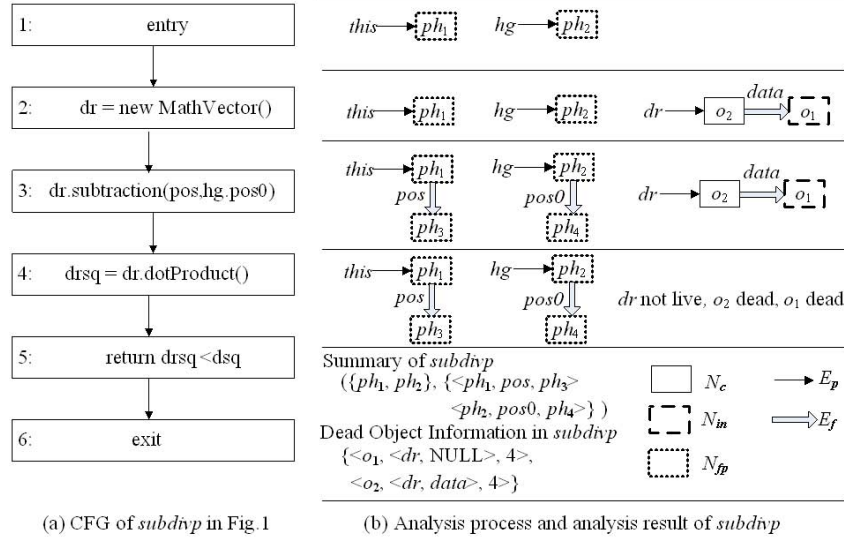 1: entry
2: dr = new MathVector()
3: dr.subtraction(pos,hg.pos0)
4: drsq = dr.dotProduct()
5: return drsq <dsq
6: exit
(a) CFG of subdivp in Fig.1
this ph1 hg ph2
this ph1 hg ph2 dr o2 data o1
this ph1 hg ph2 dr o2 data o1
pos pos0
ph3 ph4
this ph1 hg ph2
pos pos0 dr not live, o2 dead, o1 dead
ph3 ph4
Summary of subdivp
({ph1, ph2}, {<ph1, pos, ph3>
<ph2, pos0, ph4>} )
Dead Object Information in subdivp
{<o1, <dr, NULL>, 4>,
<o2, <dr, data>, 4>}
Nc Ep
Nin Ef
Nfp
(b) Analysis process and analysis result of subdivp